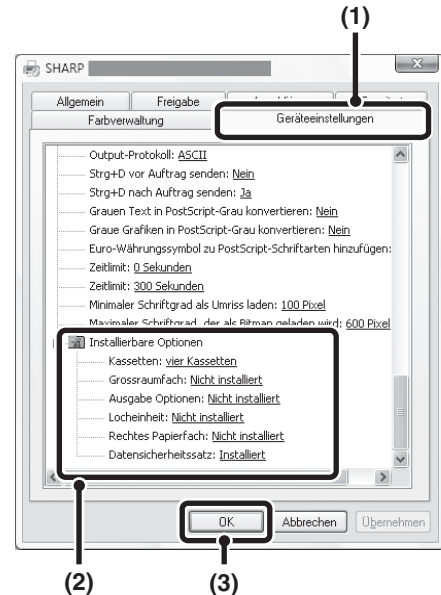 (1)
SHARP
Allgemein Freigabe
Farbverwaltung Geräteeinstellungen
Output-Protokoll: ASCII
Strg+D vor Auftrag senden: Nein
Strg+D nach Auftrag senden: Ja
Grauen Text in PostScript-Grau konvertieren: Nein
Graue Grafiken in PostScript-Grau konvertieren: Nein
Euro-Währungssymbol zu PostScript-Schriftarten hinzufügen:
Zeitlimit: 0 Sekunden
Zeitlimit: 300 Sekunden
Minimaler Schriftgrad als Umriss laden: 100 Pixel
Maximaler Schriftgrad, der als Bitmap geladen wird: 600 Pixel
Installierbare Optionen
Kassetten: vier Kassetten
Grossraumfach: Nicht installiert
Ausgabe Optionen: Nicht installiert
Locheinheit: Nicht installiert
Rechtes Papierfach: Nicht installiert
Datensicherheitssatz: Installiert
OK Abbrechen Übernehmen
(2) (3)